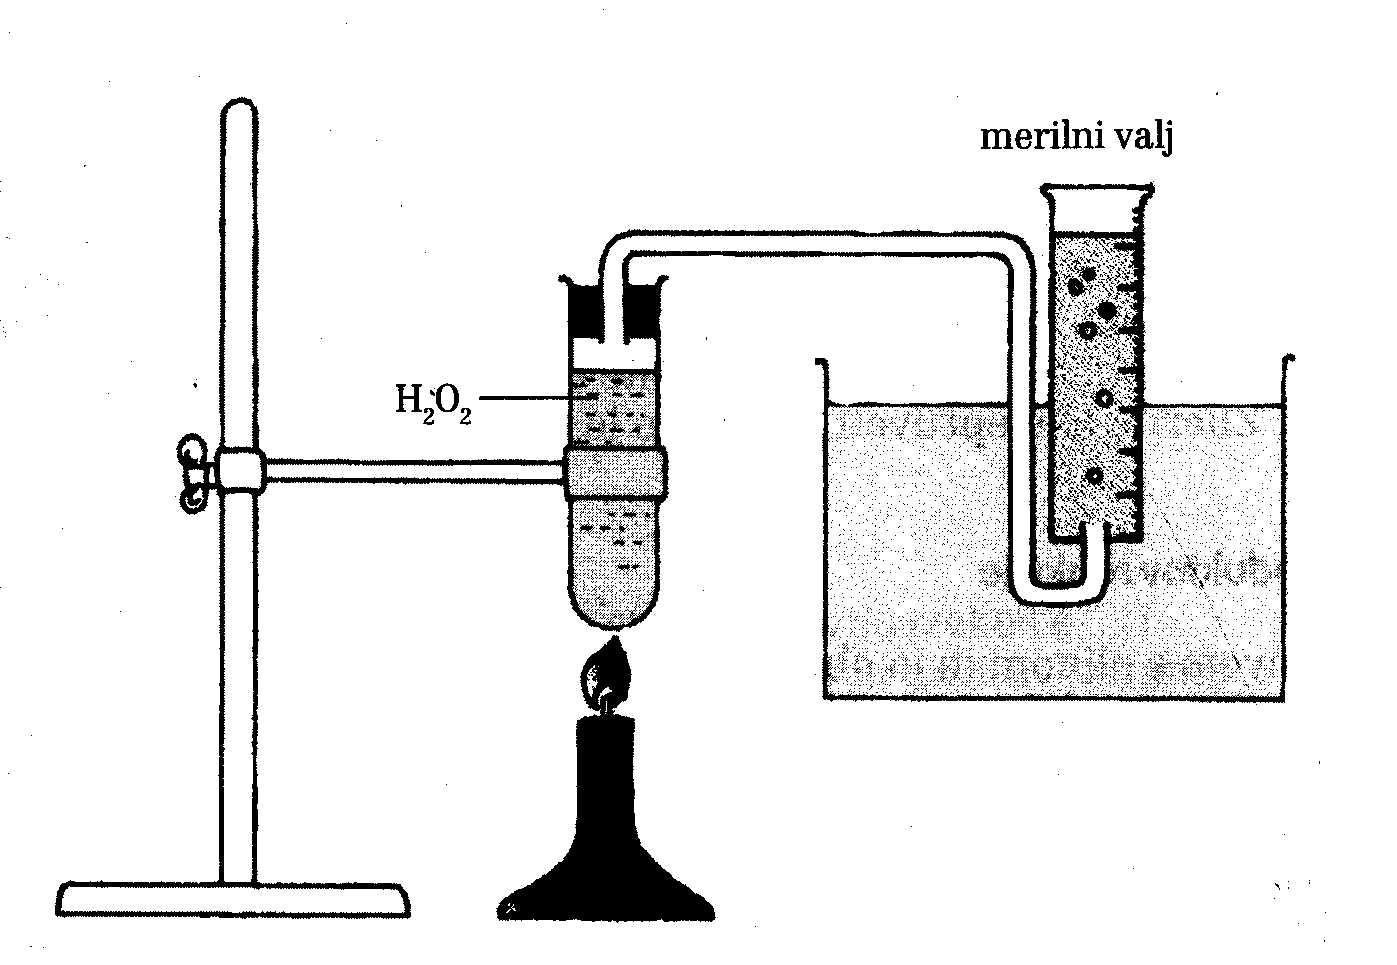 merilni valj
H₂O₂